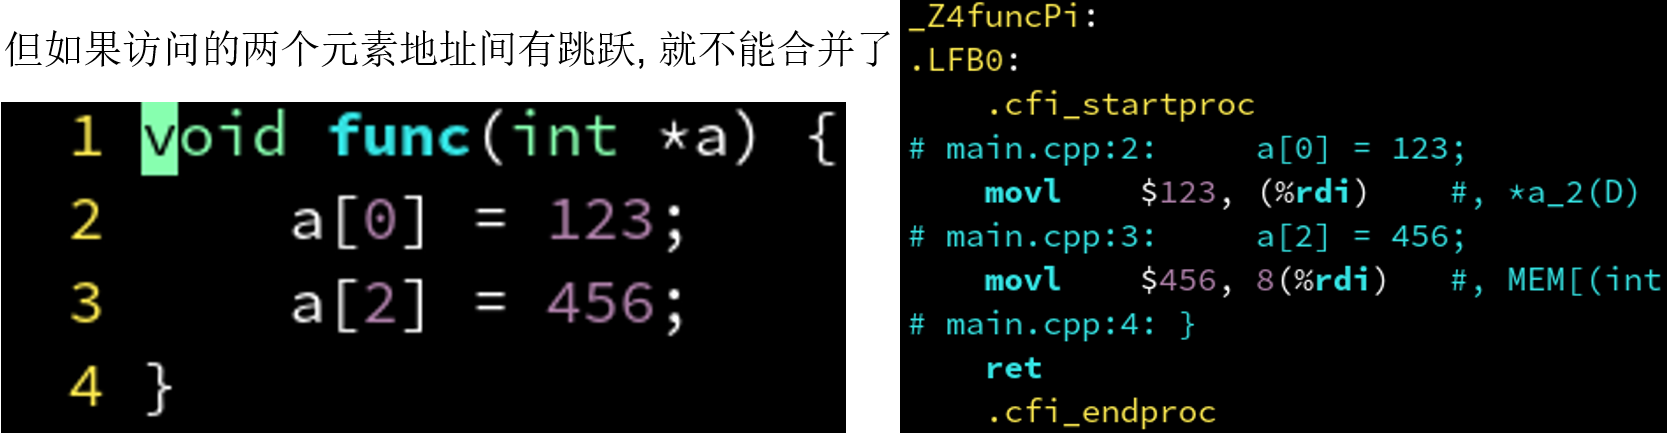 但如果访问的两个元素地址间有跳跃, 就不能合并了
1 void func(int *a) {
2     a[0] = 123;
3     a[2] = 456;
4 }
_Z4funcPi:
.LFB0:
    .cfi_startproc
# main.cpp:2:     a[0] = 123;
    movl    $123, (%rdi)    #, *a_2(D)
# main.cpp:3:     a[2] = 456;
    movl    $456, 8(%rdi)    #, MEM[(int
# main.cpp:4: }
    ret
    .cfi_endproc